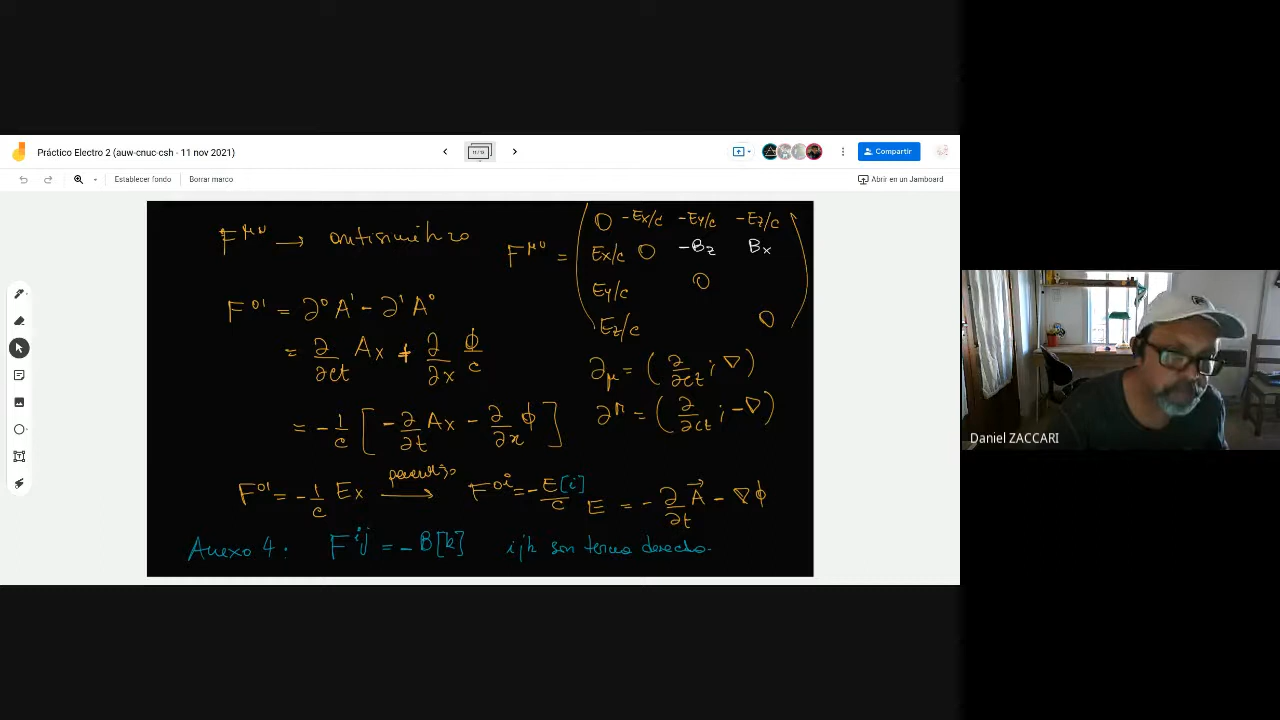 Práctico Electro 2 (auw-cnuc-csh - 11 nov 2021)
Compartir
Establecer fondo
Borrar marco
Abrir en un Jamboard
F^{μν} → antisimétrico
F^{μν} = ( 0 -Ex/c -Ey/c -Ez/c
Ex/c 0 -Bz Bx
Ey/c 0
Ez/c 0 )
F^{01} = ∂^0 A^1 - ∂^1 A^0
= ∂/∂ct Ax + ∂/∂x ϕ/c
∂_μ = (∂/∂ct ; ∇)
∂^μ = (∂/∂ct ; -∇)
= -1/c [ -∂/∂t Ax - ∂/∂x ϕ ]
F^{01} = -1/c Ex → F^{0i} = -E[i]/c
E = -∂/∂t A⃗ - ∇ϕ
Anexo 4: F^{ij} = -B[k] ijk son terna derecha.
Daniel ZACCARI